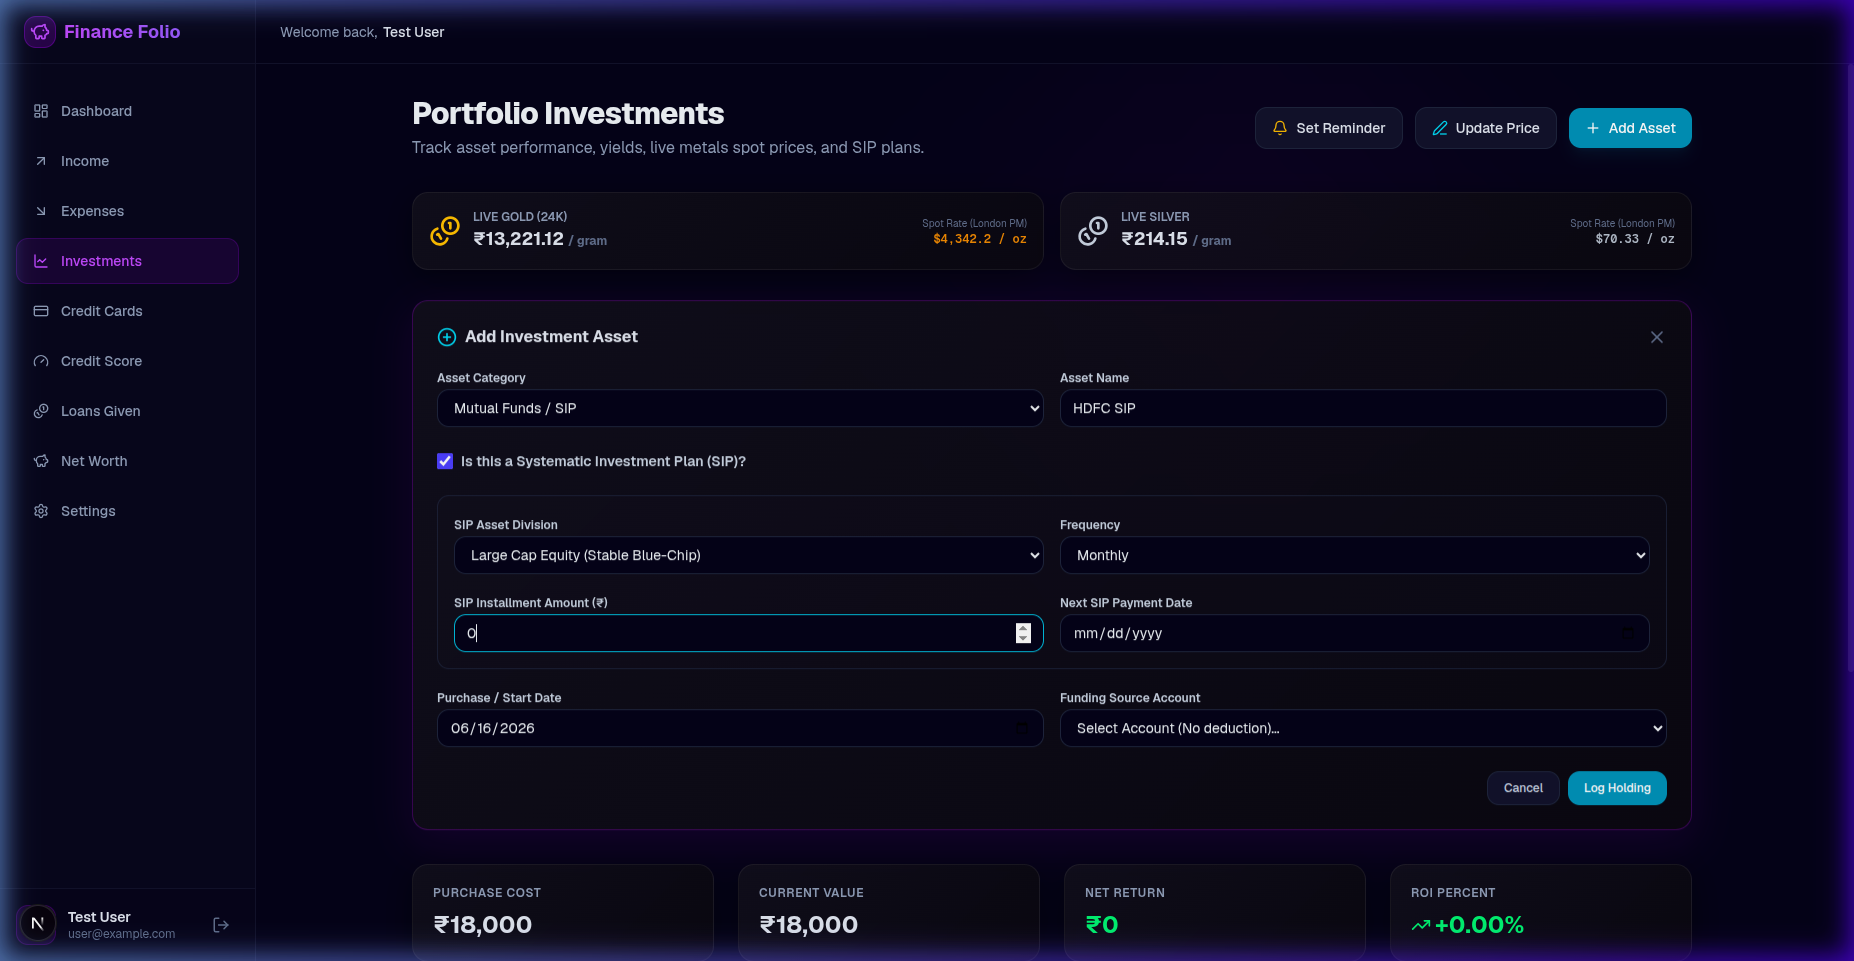 Finance Folio
Welcome back, Test User
Dashboard
Income
Expenses
Investments
Credit Cards
Credit Score
Loans Given
Net Worth
Settings
Test User
user@example.com
N
Portfolio Investments
Track asset performance, yields, live metals spot prices, and SIP plans.
Set Reminder
Update Price
Add Asset
LIVE GOLD (24K)
₹13,221.12 / gram
Spot Rate (London PM)
$4,342.2 / oz
LIVE SILVER
₹214.15 / gram
Spot Rate (London PM)
$70.33 / oz
Add Investment Asset
Asset Category
Mutual Funds / SIP
Asset Name
HDFC SIP
Is this a Systematic Investment Plan (SIP)?
SIP Asset Division
Large Cap Equity (Stable Blue-Chip)
Frequency
Monthly
SIP Installment Amount (₹)
0
Next SIP Payment Date
mm/dd/yyyy
Purchase / Start Date
06/16/2026
Funding Source Account
Select Account (No deduction)...
Cancel
Log Holding
PURCHASE COST
₹18,000
CURRENT VALUE
₹18,000
NET RETURN
₹0
ROI PERCENT
+0.00%